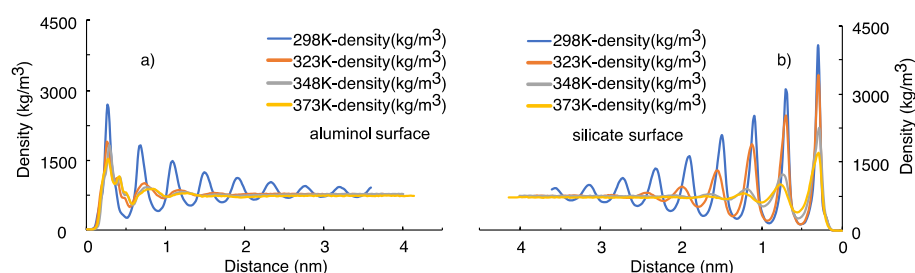 4500
3000
1500
0
Density (kg/m3)
a)
298K-density(kg/m3)
323K-density(kg/m3)
348K-density(kg/m3)
373K-density(kg/m3)
aluminol surface
0 1 2 3 4
Distance (nm)
298K-density(kg/m3)
323K-density(kg/m3)
348K-density(kg/m3)
373K-density(kg/m3)
silicate surface
b)
4500
3000
1500
0
Density (kg/m3)
4 3 2 1 0
Distance (nm)